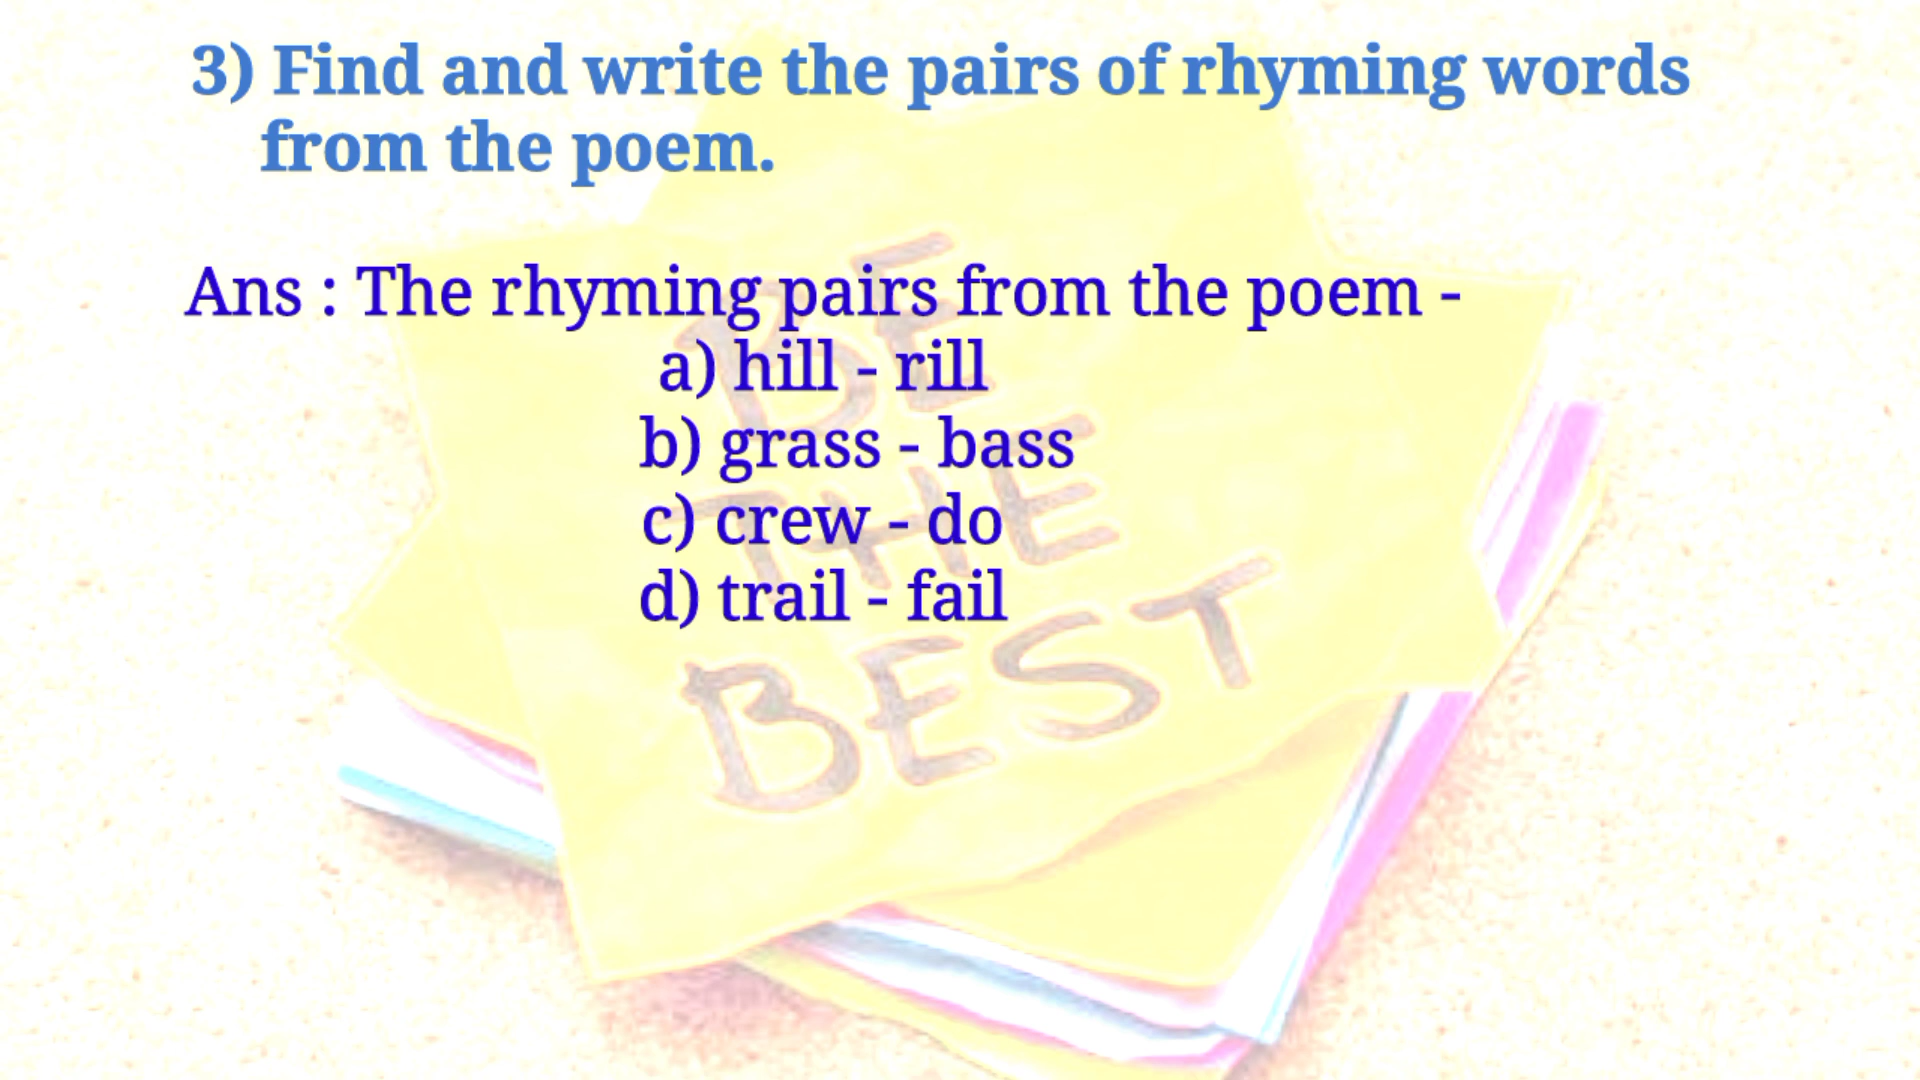 3) Find and write the pairs of rhyming words
from the poem.
Ans : The rhyming pairs from the poem -
a) hill - rill
b) grass - bass
c) crew - do
d) trail - fail
BE
THE
BEST